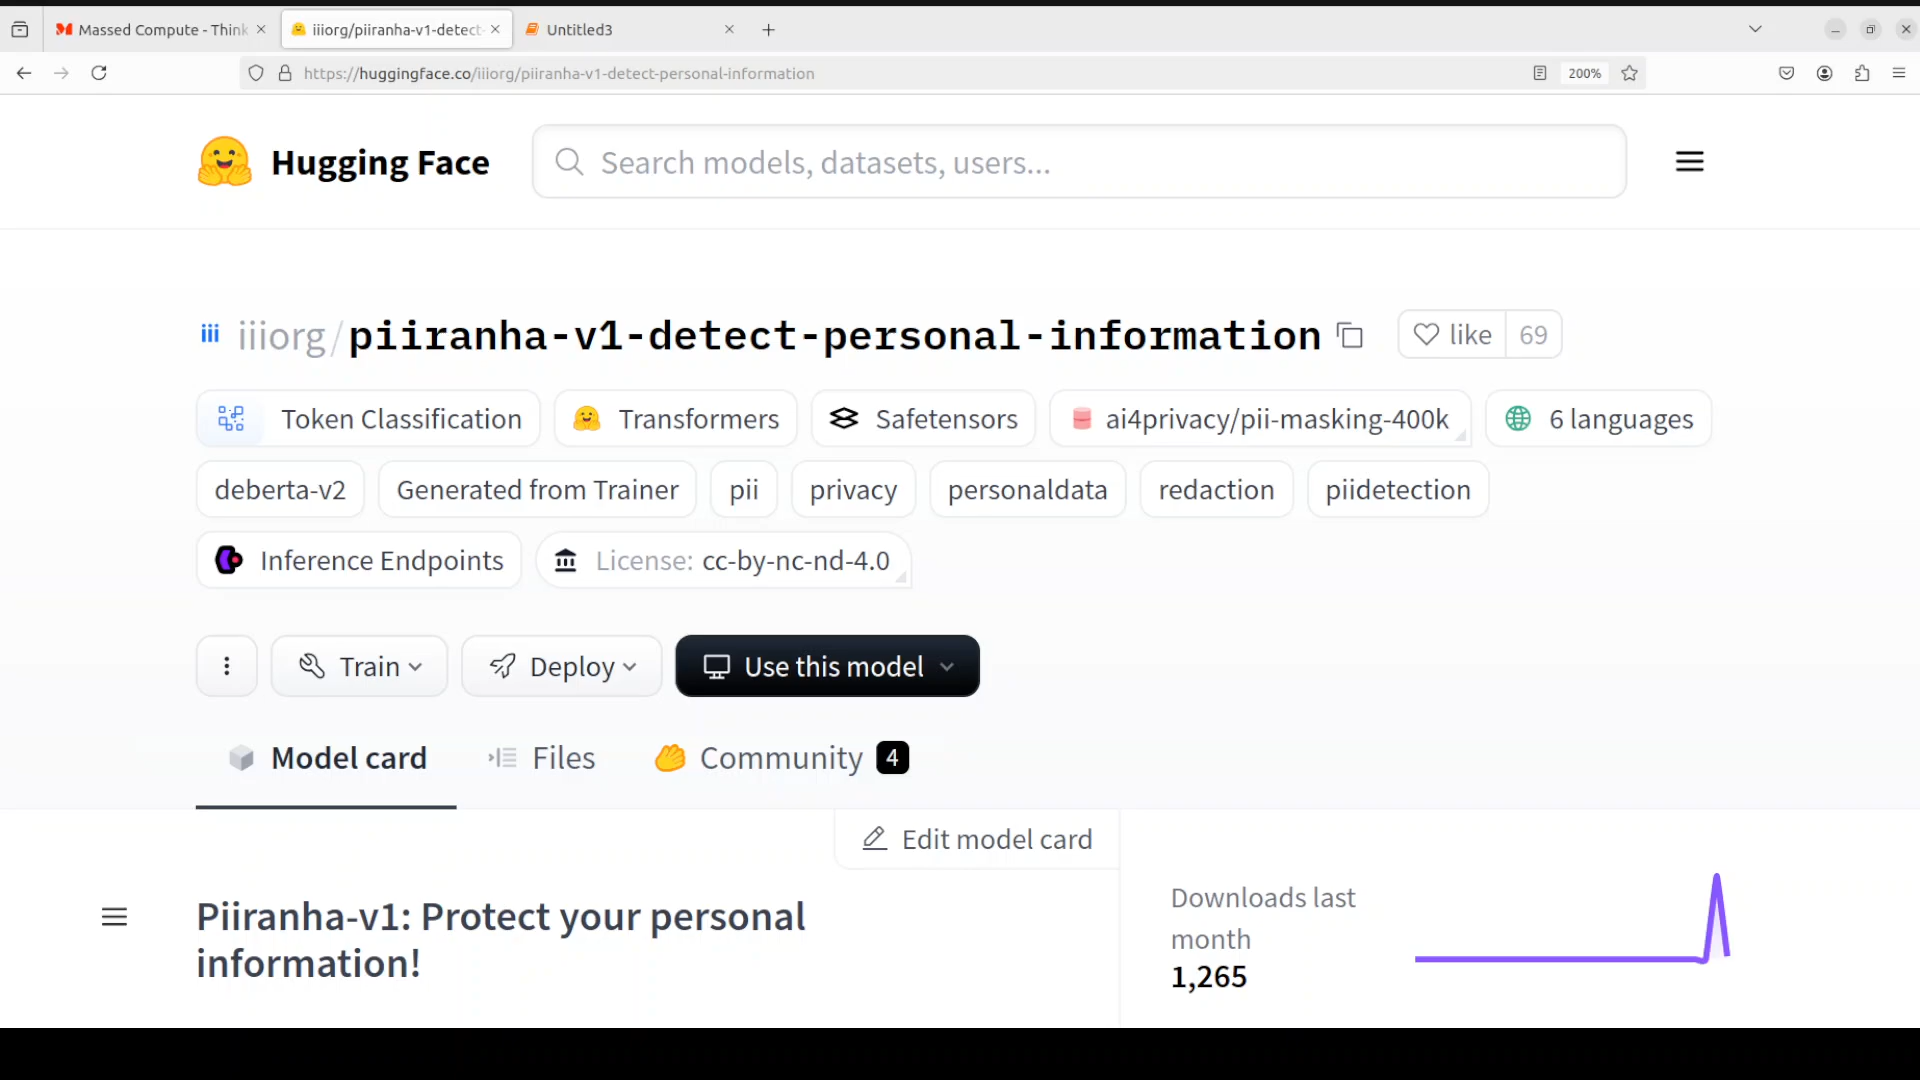 Massed Compute - Think
iiiorg/piiranha-v1-detect-
Untitled3
https://huggingface.co/iiiorg/piiranha-v1-detect-personal-information
200%
Hugging Face
Search models, datasets, users...
iii iiiorg/piiranha-v1-detect-personal-information
like 69
Token Classification
Transformers
Safetensors
ai4privacy/pii-masking-400k
6 languages
deberta-v2
Generated from Trainer
pii
privacy
personaldata
redaction
piidetection
Inference Endpoints
License: cc-by-nc-nd-4.0
Train
Deploy
Use this model
Model card
Files
Community 4
Edit model card
Piiranha-v1: Protect your personal
information!
Downloads last
month
1,265